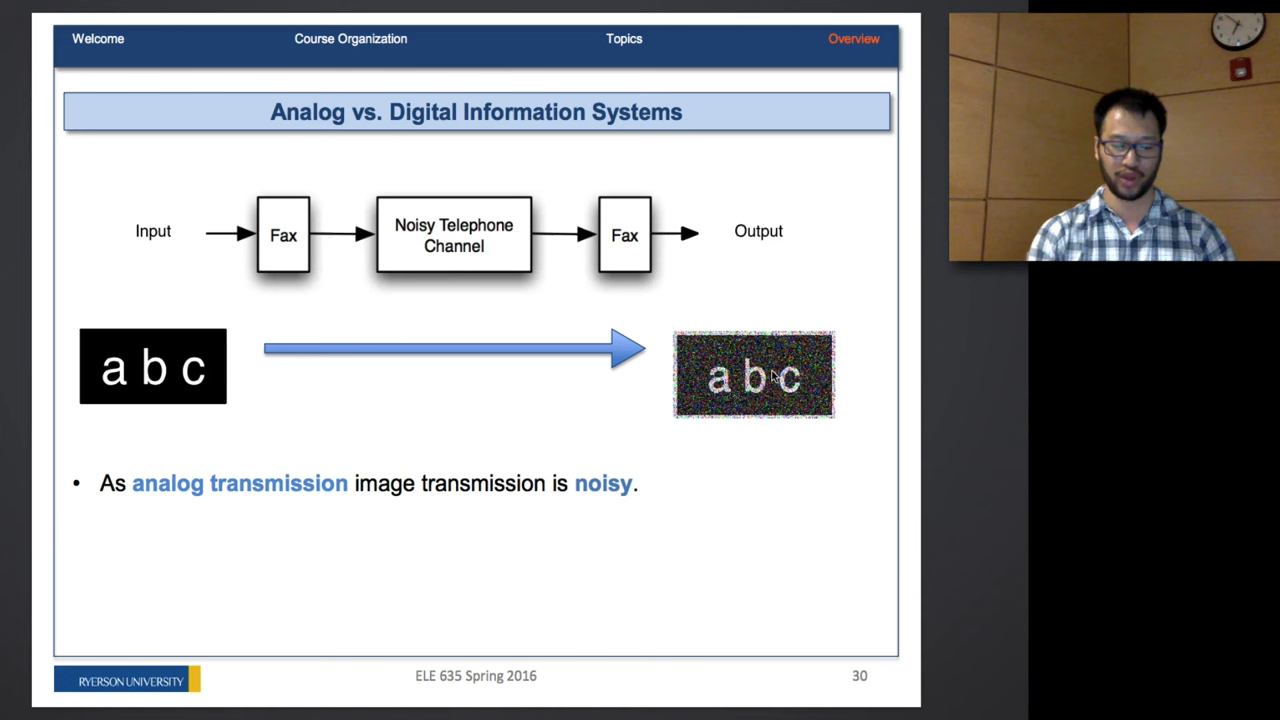 Welcome
Course Organization
Topics
Overview
Analog vs. Digital Information Systems
Input
Fax
Noisy Telephone
Channel
Fax
Output
a b c
a b c
• As analog transmission image transmission is noisy.
RYERSON UNIVERSITY
ELE 635 Spring 2016
30